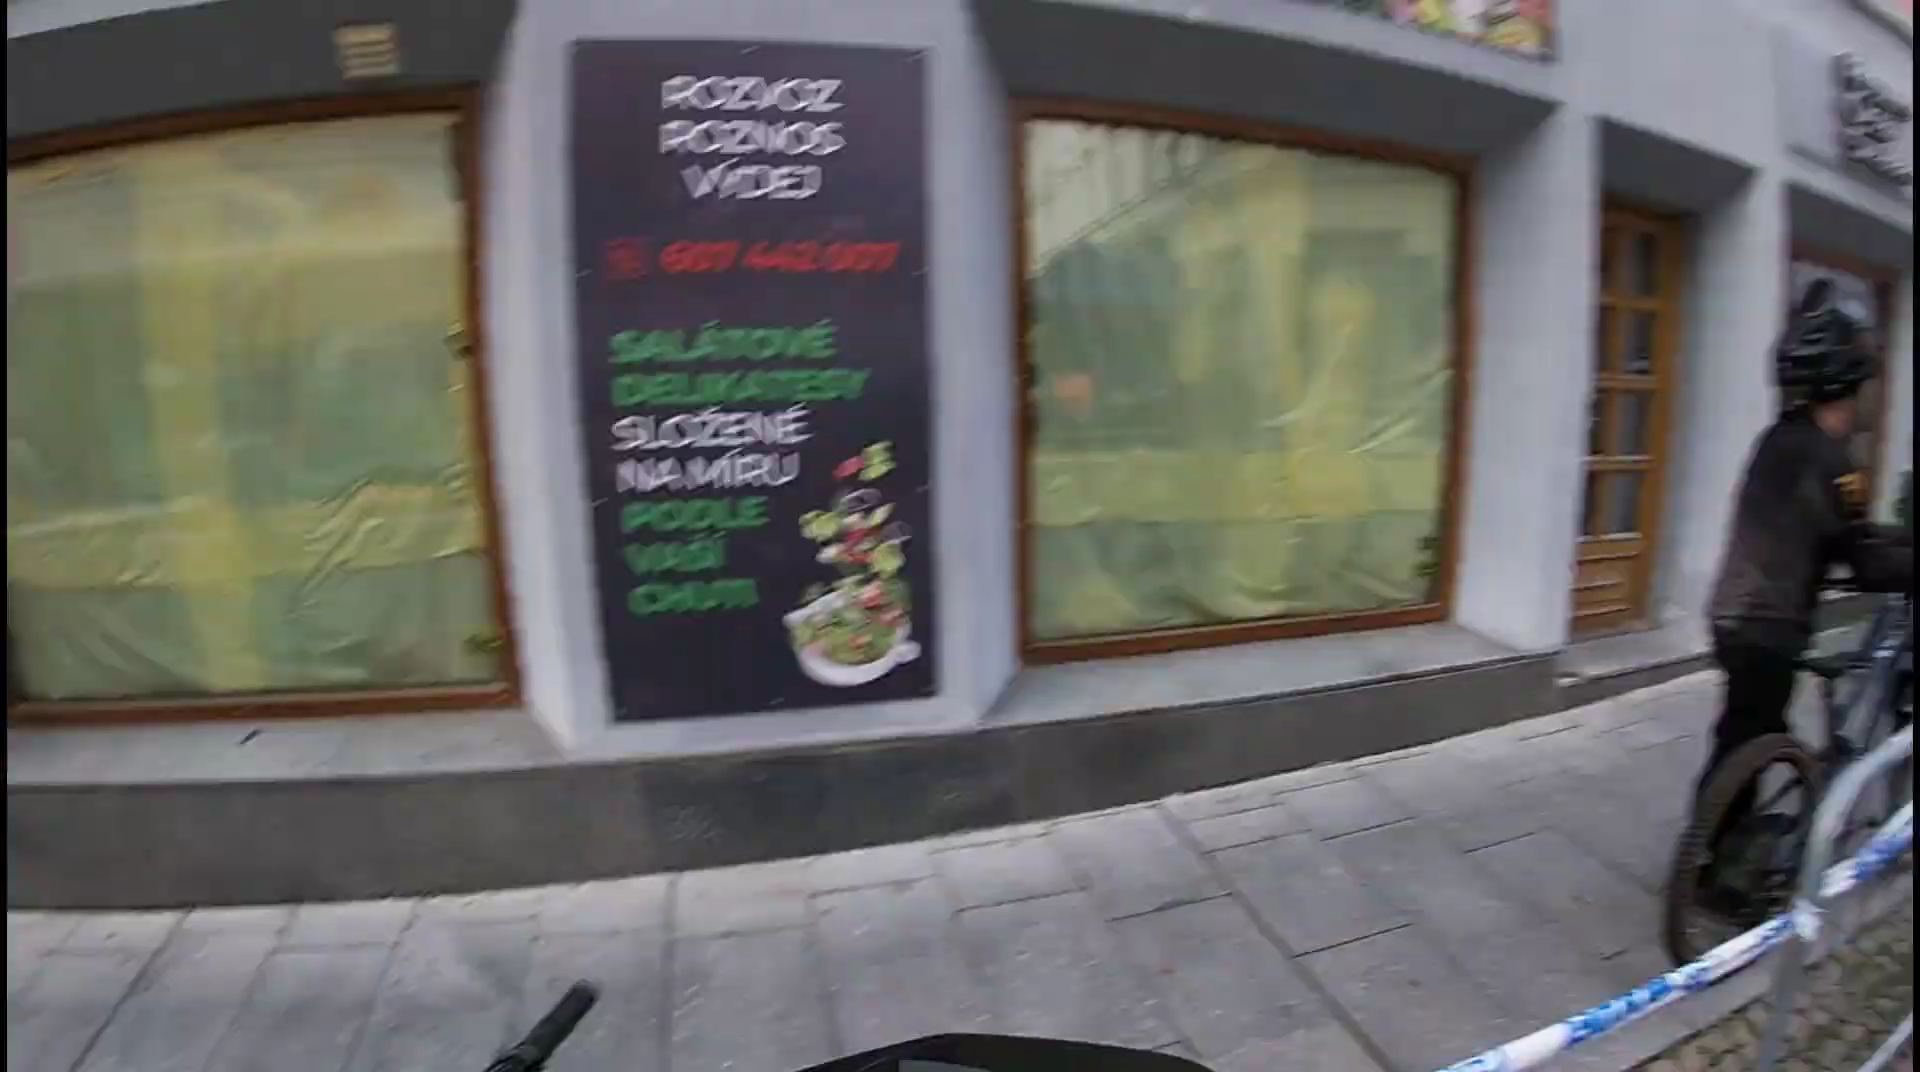 ROZVOZ
ROZNOS
VÝDEJ
SALÁTOVÉ
DELIKATESY
SLOŽENÉ
NA MÍRU
PODLE
VAŠÍ
CHUTI